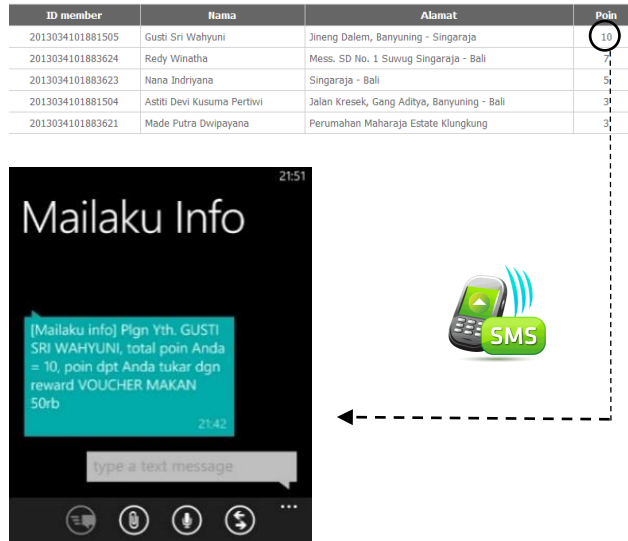 ID member Nama Alamat Poin
2013034101881505 Gusti Sri Wahyuni Jineng Dalem, Banyuning - Singaraja 10
2013034101883624 Redy Winatha Mess. SD No. 1 Suwug Singaraja - Bali 7
2013034101883623 Nana Indriyana Singaraja - Bali 5
2013034101881504 Astiti Devi Kusuma Pertiwi Jalan Kresek, Gang Aditya, Banyuning - Bali 3
2013034101883621 Made Putra Dwipayana Perumahan Maharaja Estate Klungkung 3
21:51
Mailaku Info
[Mailaku info] Plgn Yth. GUSTI
SRI WAHYUNI, total poin Anda
= 10, poin dpt Anda tukar dgn
reward VOUCHER MAKAN
50rb
21:42
type a text message
SMS